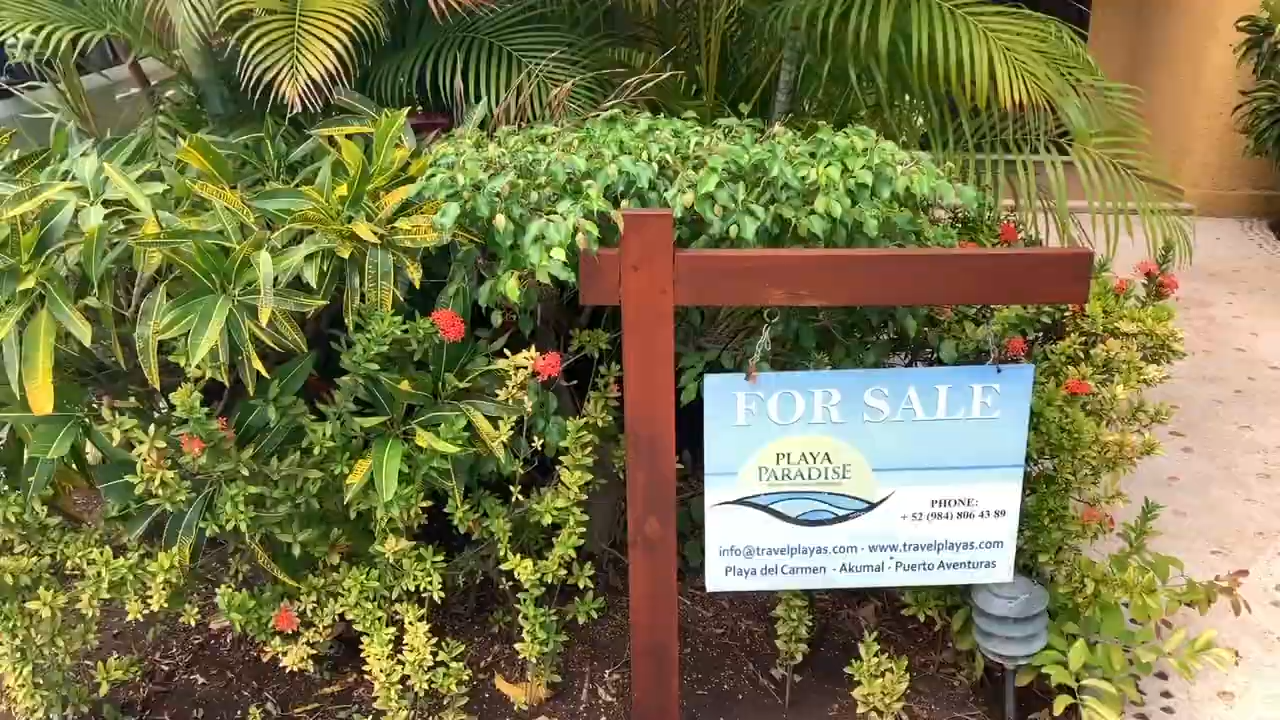 FOR SALE
PLAYA
PARADISE
PHONE:
+ 52 (984) 806 43 89
info@travelplayas.com - www.travelplayas.com
Playa del Carmen - Akumal - Puerto Aventuras